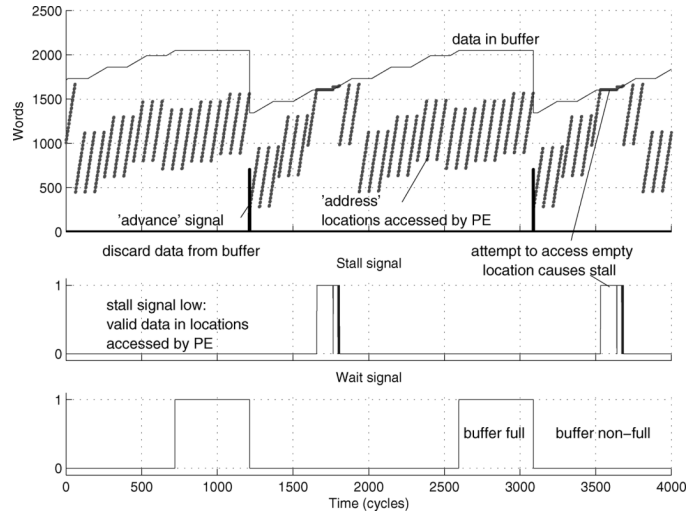 2500
2000
1500
1000
500
0
Words
data in buffer
'advance' signal
'address'
locations accessed by PE
discard data from buffer
attempt to access empty
location causes stall
Stall signal
1
0
stall signal low:
valid data in locations
accessed by PE
Wait signal
1
0
buffer full
buffer non-full
0 500 1000 1500 2000 2500 3000 3500 4000
Time (cycles)